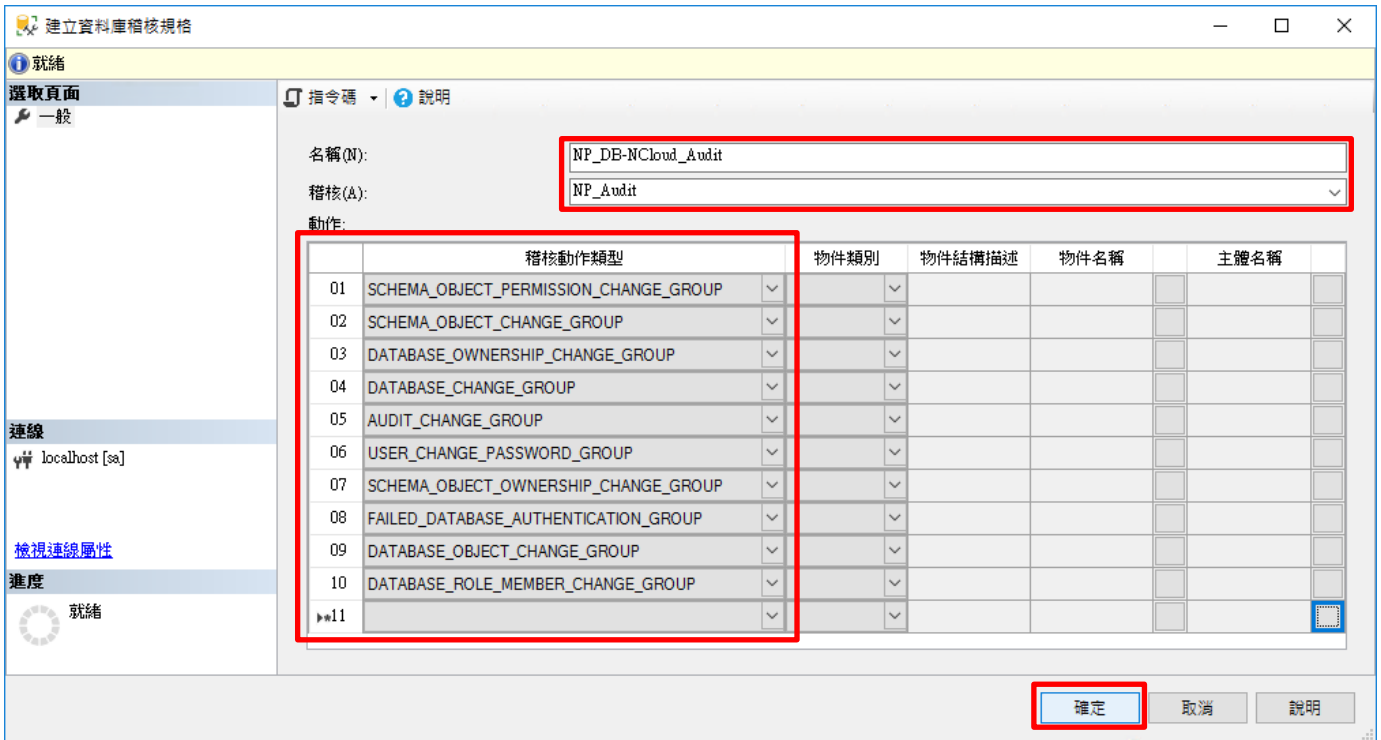 建立資料庫稽核規格
就緒
選取頁面
一般
指令碼 說明
名稱(N): NP_DB-NCloud_Audit
稽核(A): NP_Audit
動作:
稽核動作類型 物件類別 物件結構描述 物件名稱 主體名稱
01 SCHEMA_OBJECT_PERMISSION_CHANGE_GROUP
02 SCHEMA_OBJECT_CHANGE_GROUP
03 DATABASE_OWNERSHIP_CHANGE_GROUP
04 DATABASE_CHANGE_GROUP
05 AUDIT_CHANGE_GROUP
06 USER_CHANGE_PASSWORD_GROUP
07 SCHEMA_OBJECT_OWNERSHIP_CHANGE_GROUP
08 FAILED_DATABASE_AUTHENTICATION_GROUP
09 DATABASE_OBJECT_CHANGE_GROUP
10 DATABASE_ROLE_MEMBER_CHANGE_GROUP
*11
連線
localhost [sa]
檢視連線屬性
進度
就緒
確定 取消 說明